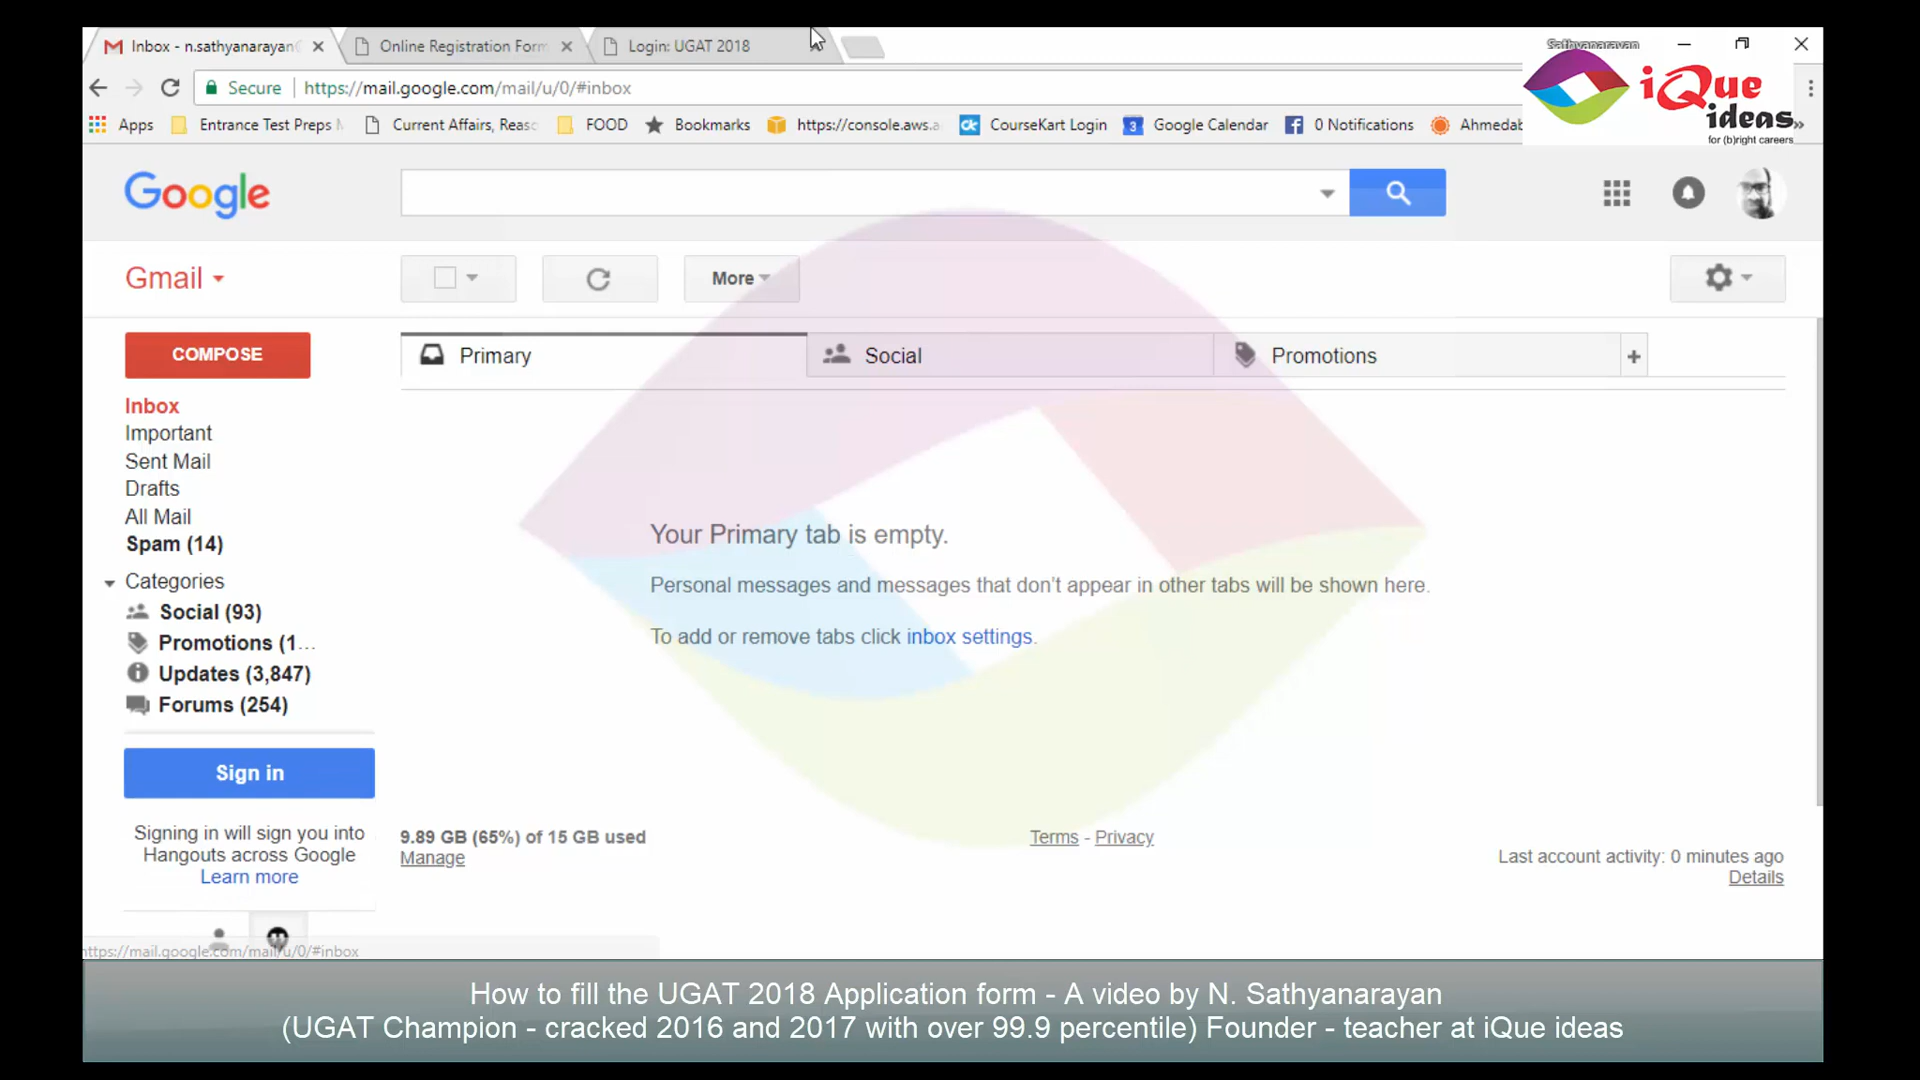 Inbox - n.sathyanarayan
Online Registration Form
Login: UGAT 2018
Sathyanarayan
Secure
https://mail.google.com/mail/u/0/#inbox
iQue
ideas
for (b)right careers
Apps
Entrance Test Preps
Current Affairs, Reas
FOOD
Bookmarks
https://console.aws.a
CourseKart Login
3
Google Calendar
0 Notifications
Ahmedab
»
Google
Gmail
More
COMPOSE
Primary
Social
Promotions
+
Inbox
Important
Sent Mail
Drafts
All Mail
Spam (14)
Categories
Social (93)
Promotions (1...
Updates (3,847)
Forums (254)
Your Primary tab is empty.
Personal messages and messages that don't appear in other tabs will be shown here.
To add or remove tabs click inbox settings.
Sign in
Signing in will sign you into
Hangouts across Google
Learn more
9.89 GB (65%) of 15 GB used
Manage
Terms - Privacy
Last account activity: 0 minutes ago
Details
https://mail.google.com/mail/u/0/#inbox
How to fill the UGAT 2018 Application form - A video by N. Sathyanarayan
(UGAT Champion - cracked 2016 and 2017 with over 99.9 percentile) Founder - teacher at iQue ideas